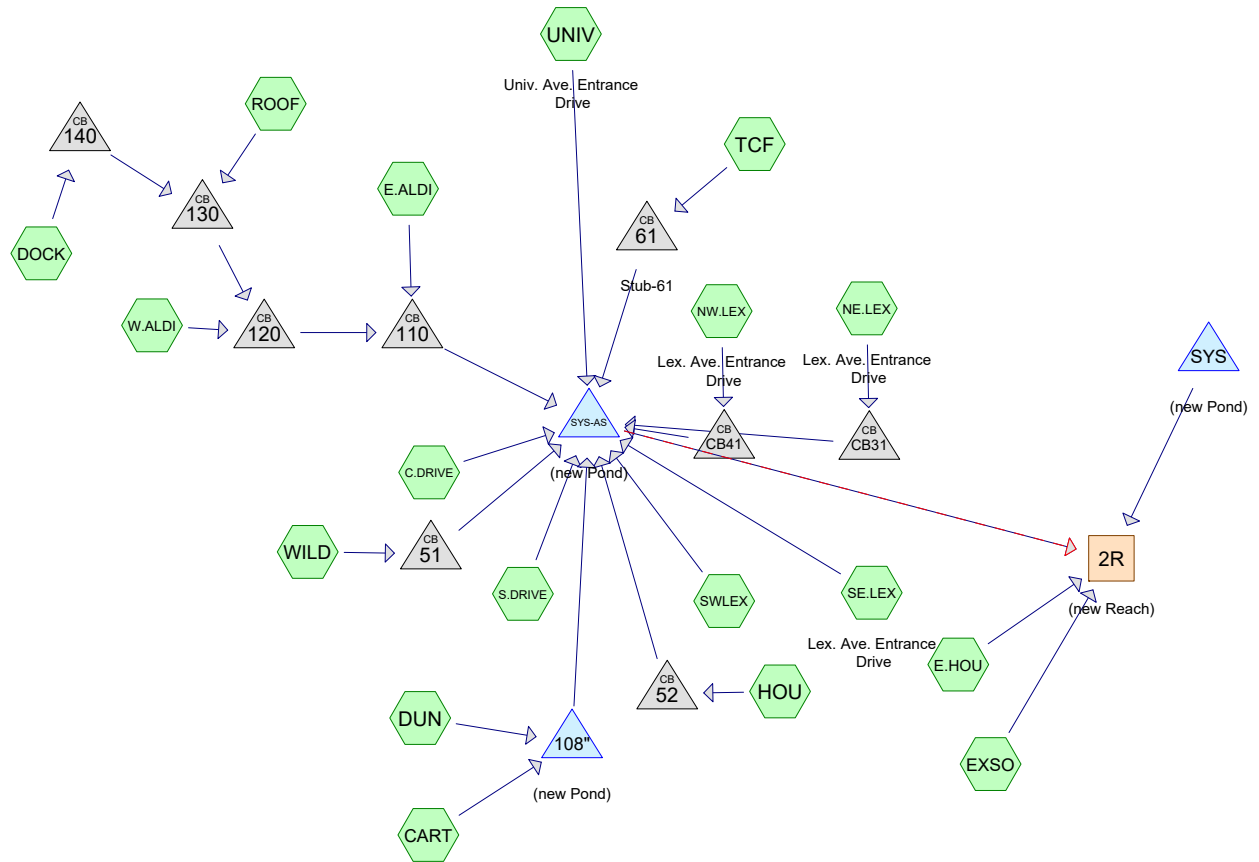 UNIV
Univ. Ave. Entrance
Drive
ROOF
CB
140
TCF
E.ALDI
CB
130
CB
61
DOCK
Stub-61
NW.LEX
NE.LEX
W.ALDI
CB
120
CB
110
SYS
Lex. Ave. Entrance
Drive
Lex. Ave. Entrance
Drive
(new Pond)
SYS-AS
CB
CB41
CB
CB31
C.DRIVE
(new Pond)
WILD
CB
51
2R
S.DRIVE
SWLEX
SE.LEX
(new Reach)
Lex. Ave. Entrance
Drive
E.HOU
CB
52
HOU
DUN
108"
EXSO
(new Pond)
CART